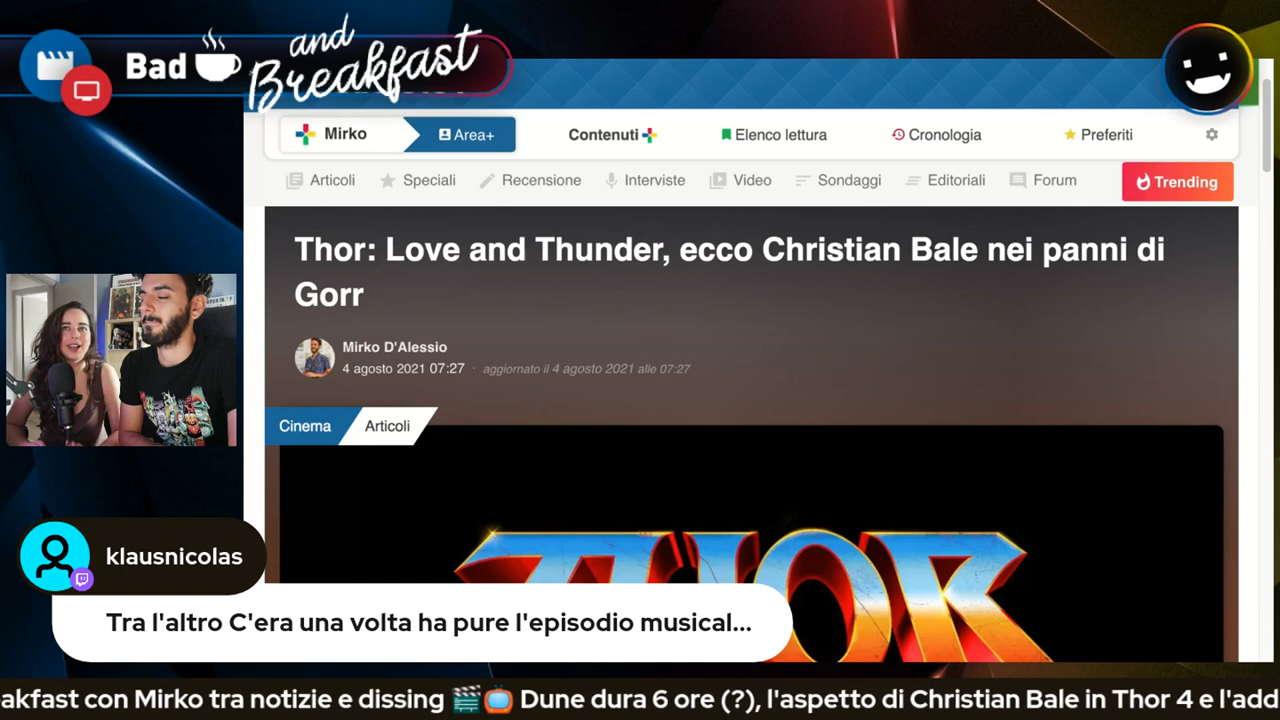 Bad and
Breakfast
Mirko
Area+
Contenuti
Elenco lettura
Cronologia
Preferiti
Articoli
Speciali
Recensione
Interviste
Video
Sondaggi
Editoriali
Forum
Trending
Thor: Love and Thunder, ecco Christian Bale nei panni di
Gorr
Mirko D'Alessio
4 agosto 2021 07:27 · aggiornato il 4 agosto 2021 alle 07:27
Cinema
Articoli
THOR
klausnicolas
Tra l'altro C'era una volta ha pure l'episodio musical...
eakfast con Mirko tra notizie e dissing 🎬📺 Dune dura 6 ore (?), l'aspetto di Christian Bale in Thor 4 e l'add